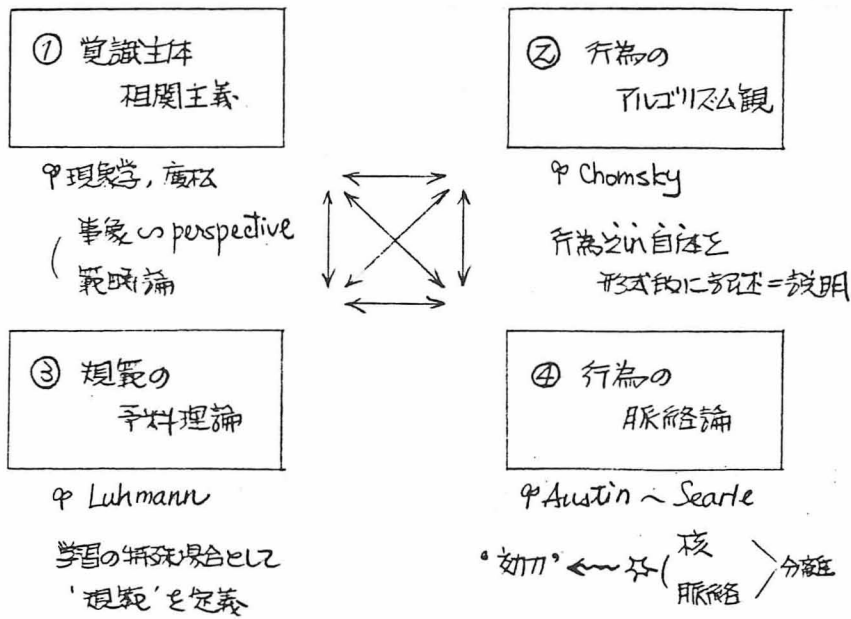 ① 覚識主体
相関主義
② 行為の
アルゴリズム観
φ 現象学, 廣松
( 事象 ∽ perspective
範疇論
φ Chomsky
行為それ自体を
形式的に記述=説明
③ 規範の
予料理論
④ 行為の
脈絡論
φ Luhmann
学習の特殊場合として
'規範'を定義
φ Austin ~ Searle
'効力' ← ☆ ( 核
脈絡
分離